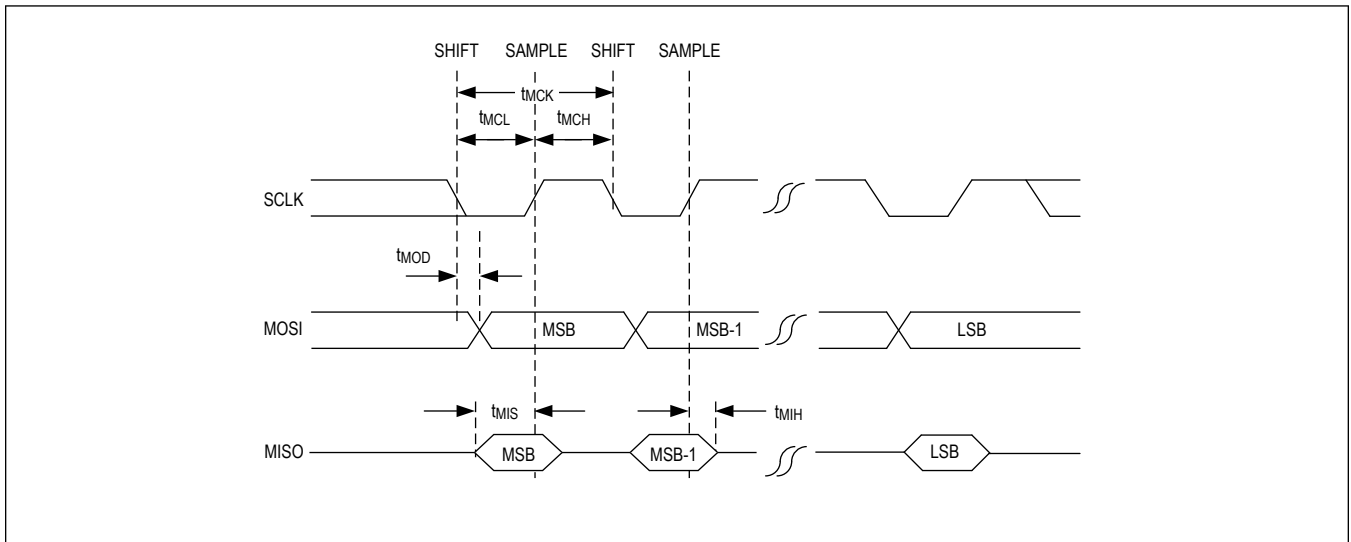 SHIFT SAMPLE SHIFT SAMPLE
tMCK
tMCL tMCH
SCLK
tMOD
MOSI MSB MSB-1 LSB
tMIS tMIH
MISO MSB MSB-1 LSB